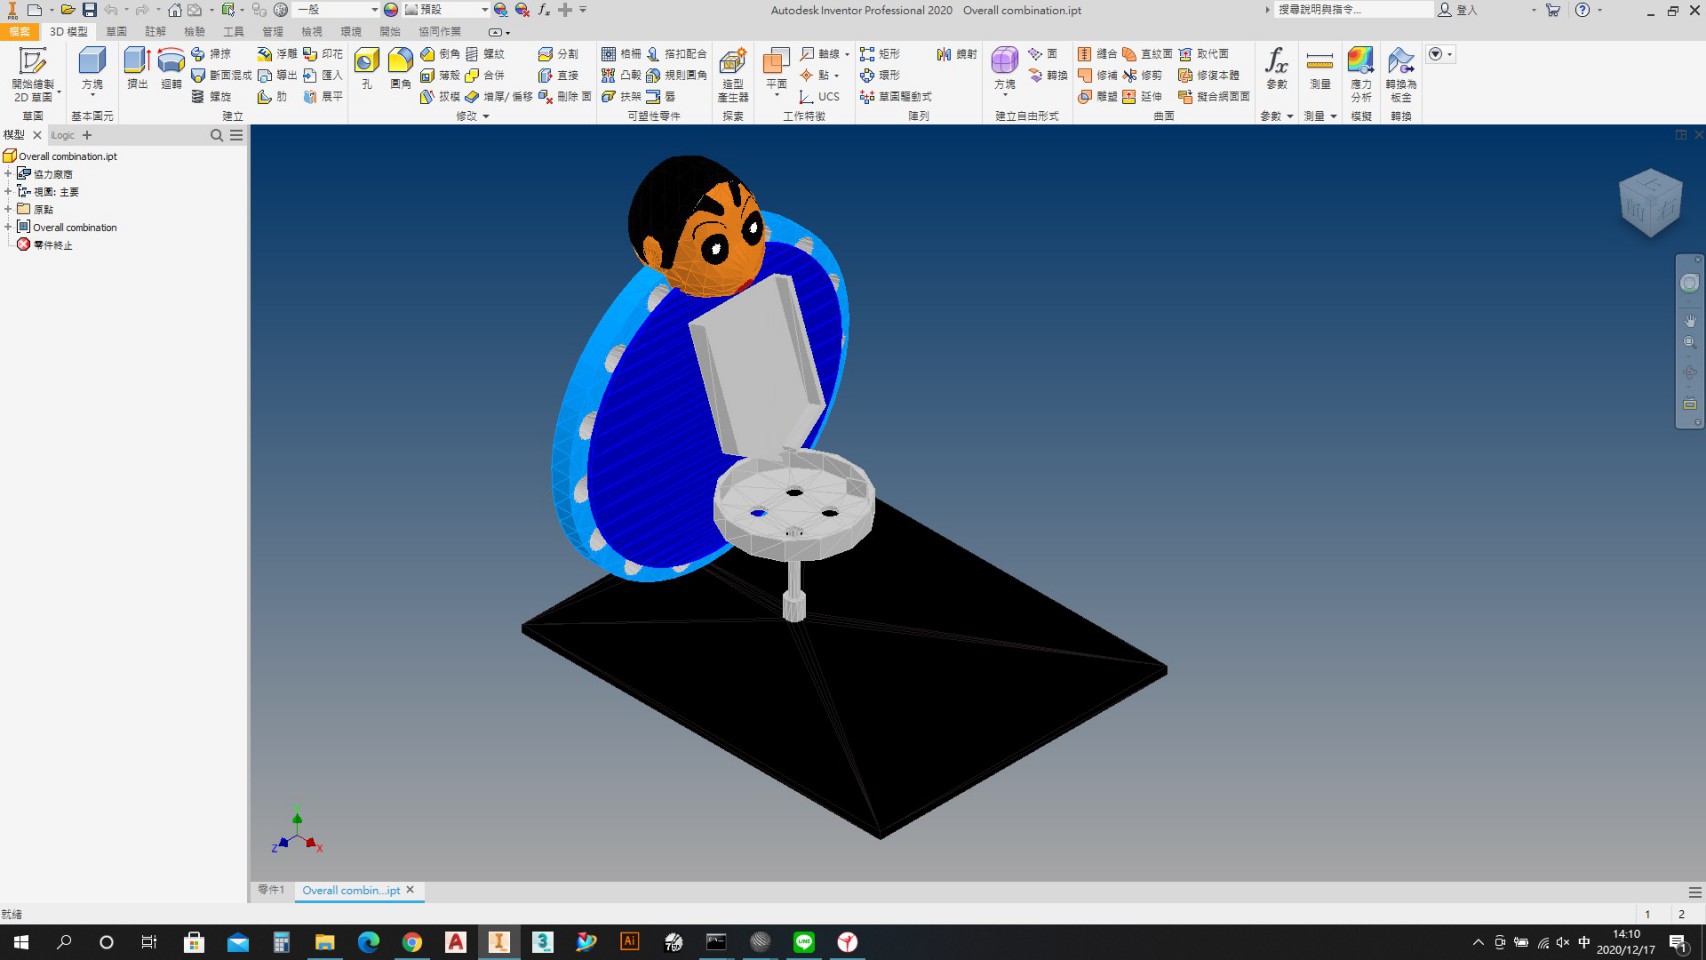 PRO
一般
預設
Autodesk Inventor Professional 2020 Overall combination.ipt
搜尋說明與指令...
登入
檔案 3D 模型 草圖 註解 檢驗 工具 管理 檢視 環境 開始 協同作業
開始繪製 2D 草圖
方塊
擠出
迴轉
掃掠
斷面混成
螺旋
浮雕
導出
肋
印花
匯入
展平
孔
圓角
倒角
薄殼
拔模
螺紋
合併
增厚/ 偏移
分割
直接
刪除 面
格柵
凸轂
扶架
搭扣配合
規則圓角
唇
造型產生器
平面
軸線
點
UCS
矩形
環形
草圖驅動式
鏡射
方塊
面
轉換
縫合
修補
雕塑
直紋面
修剪
延伸
取代面
修復本體
擬合網面面
參數
測量
應力分析
轉換為板金
草圖 基本圖元 建立 修改 可塑性零件 探索 工作特徵 陣列 建立自由形式 曲面 參數 測量 模擬 轉換
模型 iLogic
Overall combination.ipt
協力廠商
視圖: 主要
原點
Overall combination
零件終止
Z X
零件1 Overall combin...ipt
就緒
1 2
中
14:10
2020/12/17